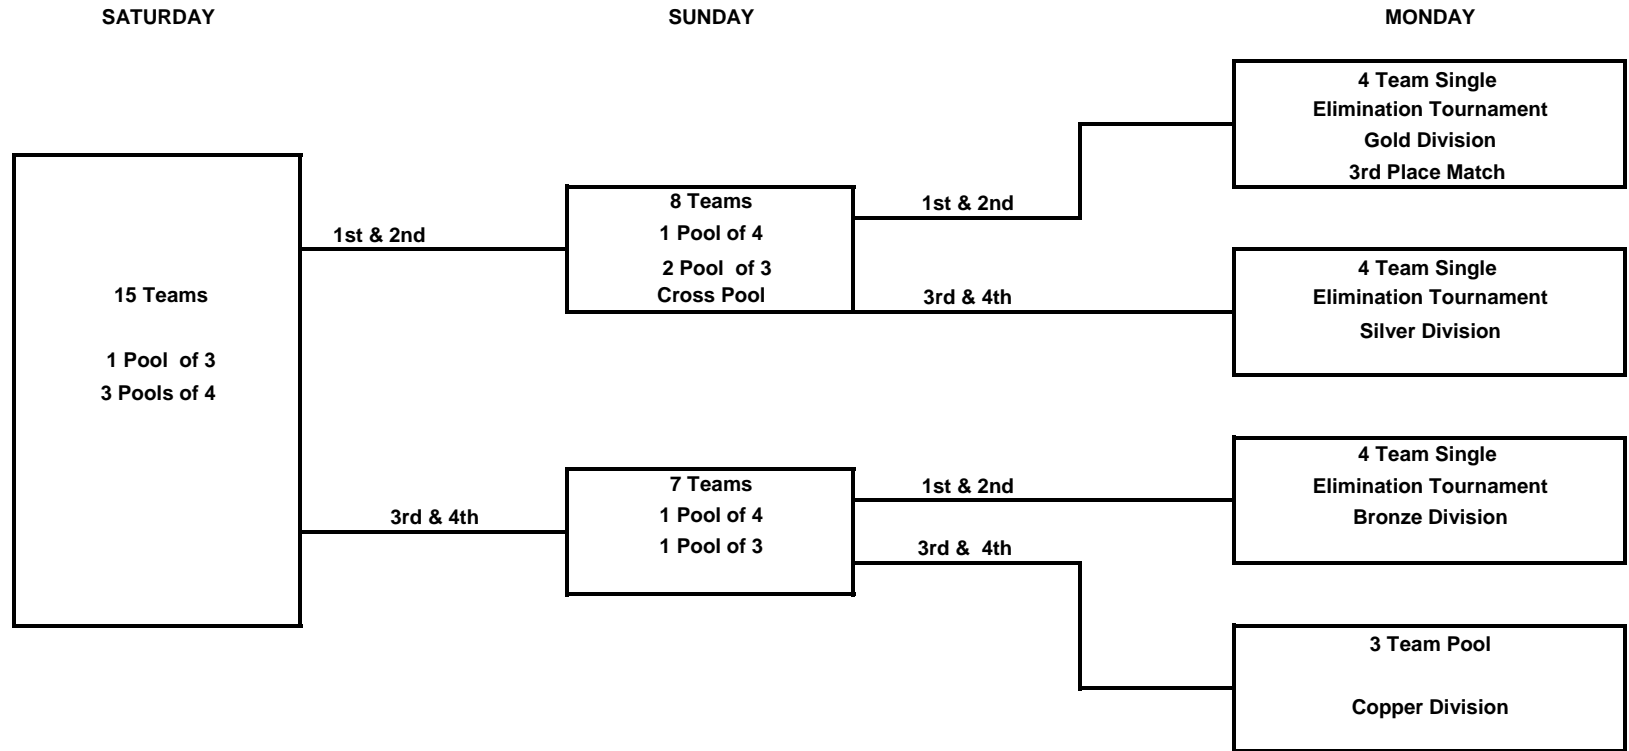 SATURDAY
SUNDAY
MONDAY
15 Teams
1 Pool of 3
3 Pools of 4
1st & 2nd
3rd & 4th
8 Teams
1 Pool of 4
2 Pool of 3
Cross Pool
7 Teams
1 Pool of 4
1 Pool of 3
1st & 2nd
3rd & 4th
1st & 2nd
3rd & 4th
4 Team Single
Elimination Tournament
Gold Division
3rd Place Match
4 Team Single
Elimination Tournament
Silver Division
4 Team Single
Elimination Tournament
Bronze Division
3 Team Pool
Copper Division